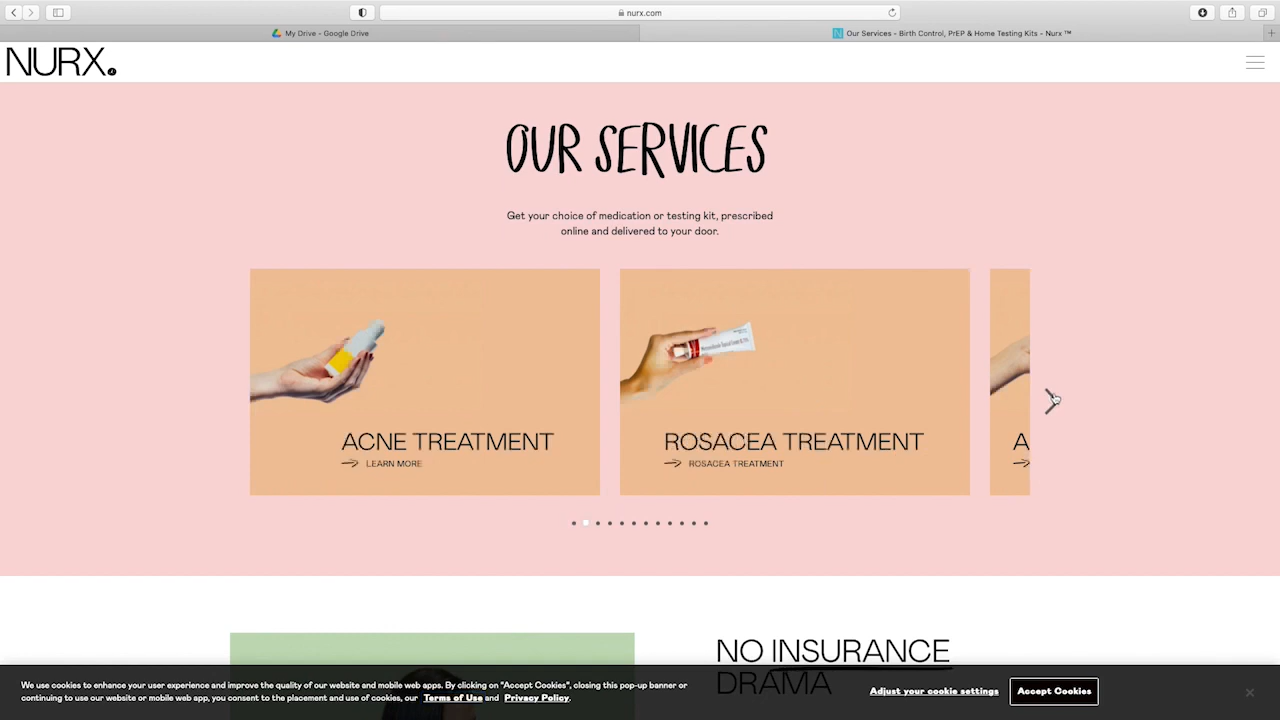 nurx.com
My Drive - Google Drive
Our Services - Birth Control, PrEP & Home Testing Kits - Nurx ™
NURX.
OUR SERVICES
Get your choice of medication or testing kit, prescribed
online and delivered to your door.
ACNE TREATMENT
LEARN MORE
ROSACEA TREATMENT
ROSACEA TREATMENT
A
NO INSURANCE
DRAMA
We use cookies to enhance your user experience and improve the quality of our website and mobile web apps. By clicking on "Accept Cookies", closing this pop-up banner or
continuing to use our website or mobile web app, you consent to the placement and use of cookies, our Terms of Use and Privacy Policy.
Adjust your cookie settings
Accept Cookies